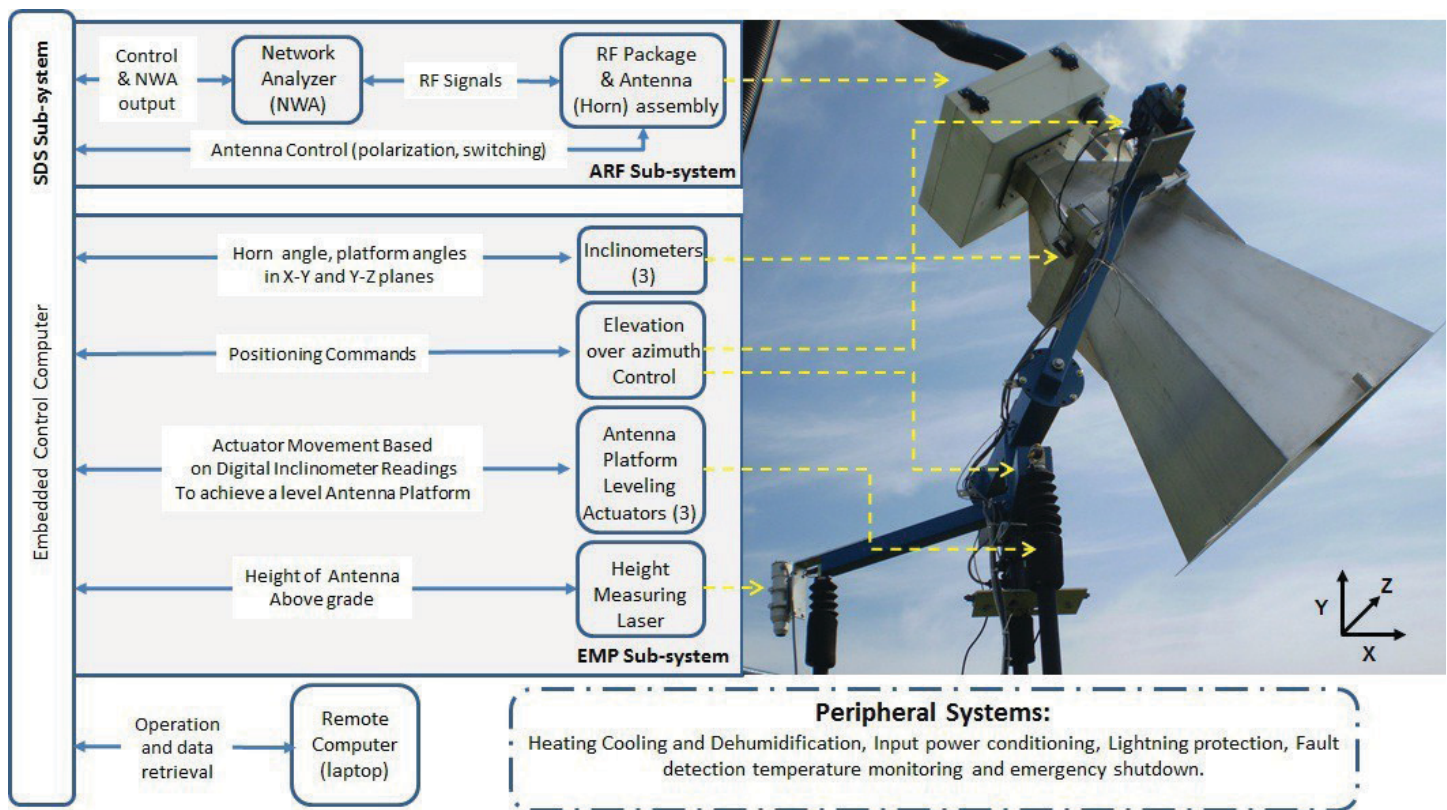 SDS Sub-system
Embedded Control Computer
Control
& NWA
output
Network
Analyzer
(NWA)
RF Signals
RF Package
& Antenna
(Horn) assembly
Antenna Control (polarization, switching)
ARF Sub-system
Horn angle, platform angles
in X-Y and Y-Z planes
Inclinometers
(3)
Positioning Commands
Elevation
over azimuth
Control
Actuator Movement Based
on Digital Inclinometer Readings
To achieve a level Antenna Platform
Antenna
Platform
Leveling
Actuators (3)
Height of Antenna
Above grade
Height
Measuring
Laser
EMP Sub-system
Y
Z
X
Operation
and data
retrieval
Remote
Computer
(laptop)
Peripheral Systems:
Heating Cooling and Dehumidification, Input power conditioning, Lightning protection, Fault
detection temperature monitoring and emergency shutdown.